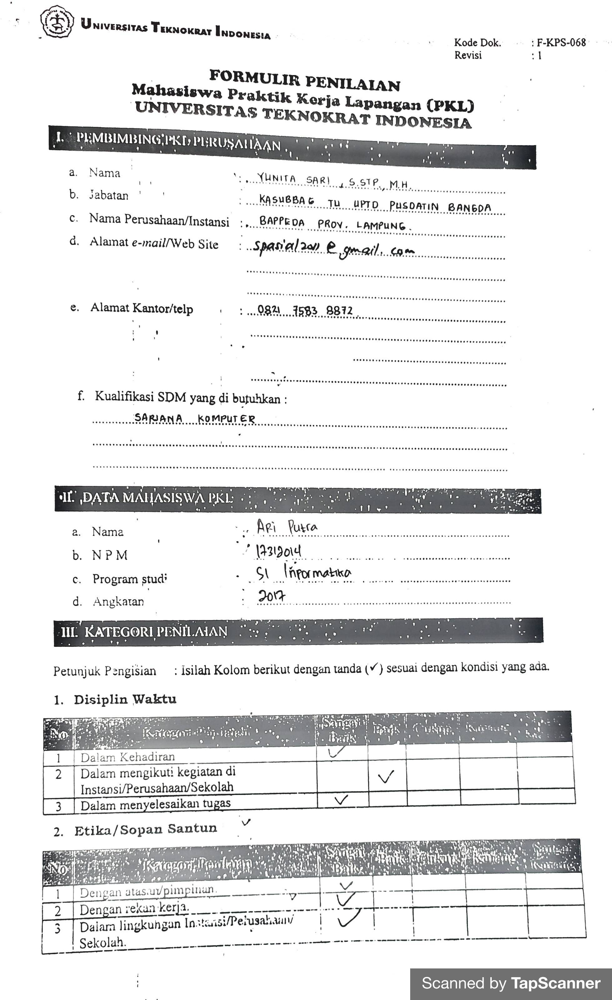 UNIVERSITAS TEKNOKRAT INDONESIA
Kode Dok. : F-KPS-068
Revisi : 1
FORMULIR PENILAIAN
Mahasiswa Praktik Kerja Lapangan (PKL)
UNIVERSITAS TEKNOKRAT INDONESIA
I. PEMBIMBING PKL PERUSAHAAN
a. Nama : YUNITA SARI, S.STP., M.H.
b. Jabatan : KASUBBAG TU UPTD PUSDATIN BANGDA
c. Nama Perusahaan/Instansi : BAPPEDA PROV. LAMPUNG.
d. Alamat e-mail/Web Site : spasial2011@gmail.com
e. Alamat Kantor/telp : 0821 7583 8872
f. Kualifikasi SDM yang di butuhkan :
SARJANA KOMPUTER
II. DATA MAHASISWA PKL
a. Nama : Ari Putra
b. N P M : 17312014
c. Program studi : S1 Informatika
d. Angkatan : 2017
III. KATEGORI PENILAIAN
Petunjuk Pengisian : Isilah Kolom berikut dengan tanda (✓) sesuai dengan kondisi yang ada.
1. Disiplin Waktu
No Kategori Penilaian Sangat Baik Baik Cukup Kurang
1 Dalam Kehadiran ✓
2 Dalam mengikuti kegiatan di
Instansi/Perusahaan/Sekolah ✓
3 Dalam menyelesaikan tugas ✓
2. Etika/Sopan Santun ✓
No Kategori Penilaian Sangat Baik Baik Cukup Kurang Sangat Kurang
1 Dengan atasan/pimpinan. ✓
2 Dengan rekan kerja. ✓
3 Dalam lingkungan Instansi/Perusahaan/ ✓
Sekolah.
Scanned by TapScanner